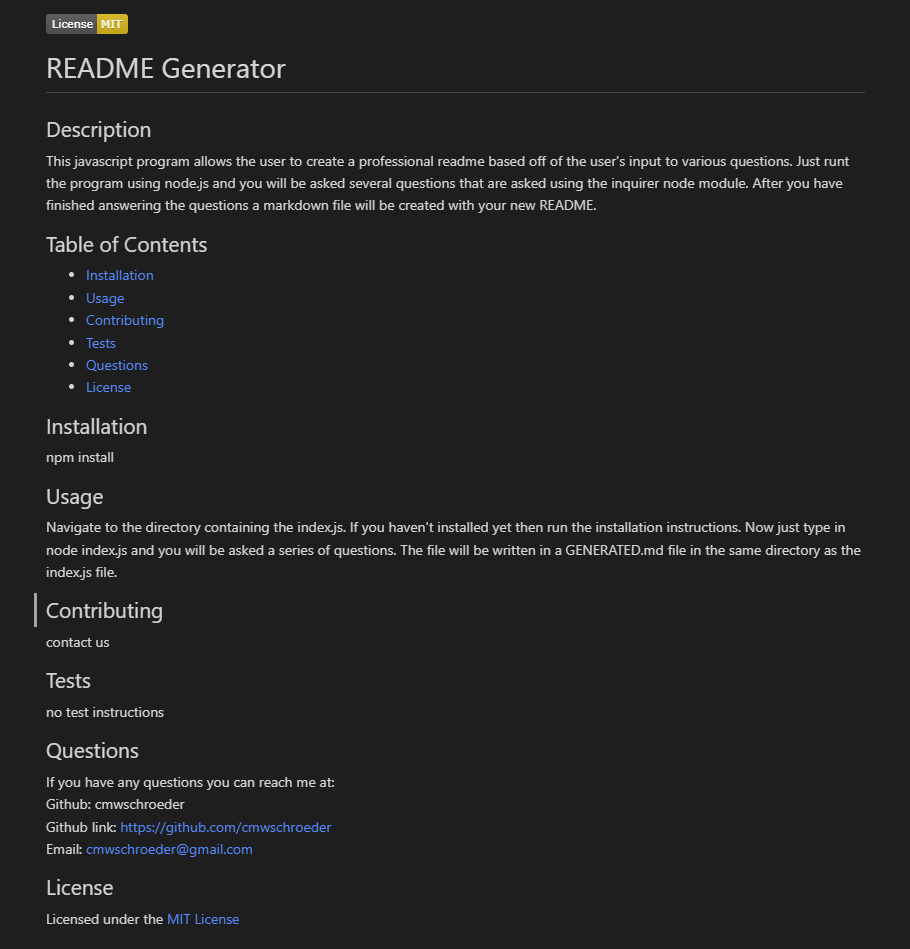 License MIT
README Generator
Description
This javascript program allows the user to create a professional readme based off of the user's input to various questions. Just runt
the program using node.js and you will be asked several questions that are asked using the inquirer node module. After you have
finished answering the questions a markdown file will be created with your new README.
Table of Contents
Installation
Usage
Contributing
Tests
Questions
License
Installation
npm install
Usage
Navigate to the directory containing the index.js. If you haven't installed yet then run the installation instructions. Now just type in
node index.js and you will be asked a series of questions. The file will be written in a GENERATED.md file in the same directory as the
index.js file.
Contributing
contact us
Tests
no test instructions
Questions
If you have any questions you can reach me at:
Github: cmwschroeder
Github link: https://github.com/cmwschroeder
Email: cmwschroeder@gmail.com
License
Licensed under the MIT License